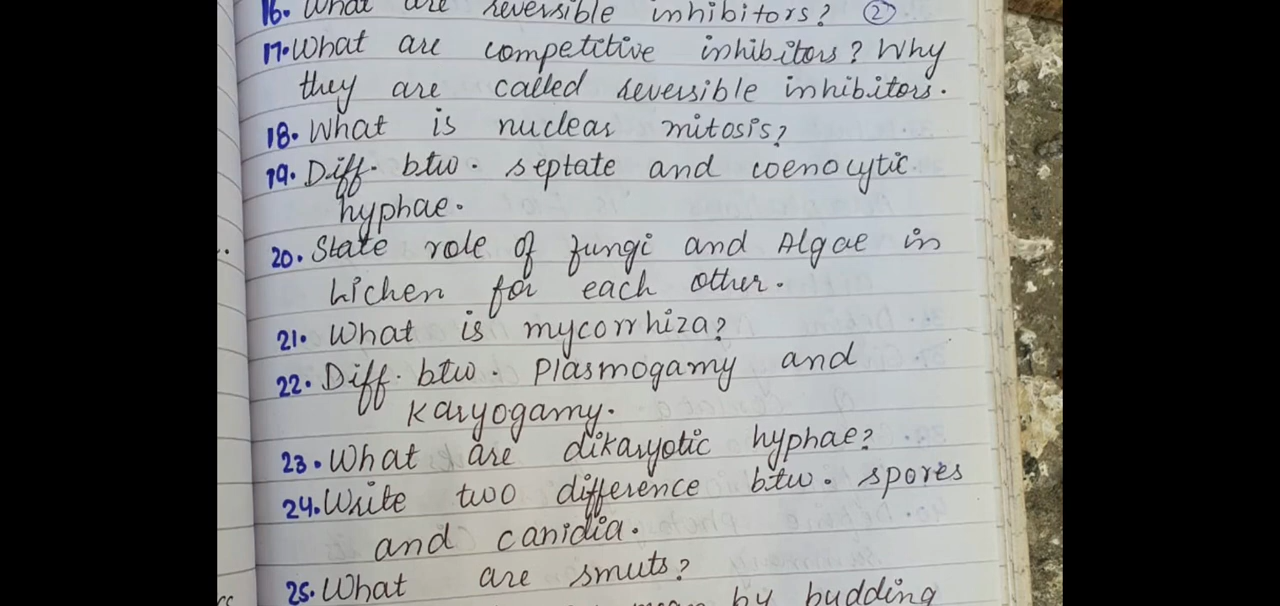 16. What are reversible inhibitors? 2
17. What are competitive inhibitors? Why
they are called reversible inhibitors.
18. What is nuclear mitosis?
19. Diff. btw. septate and coenocytic
hyphae.
20. State role of fungi and Algae in
Lichen for each other.
21. What is mycorrhiza?
22. Diff. btw. Plasmogamy and
Karyogamy.
23. What are dikaryotic hyphae?
24. Write two difference btw. spores
and canidia.
25. What are smuts?
mean by budding